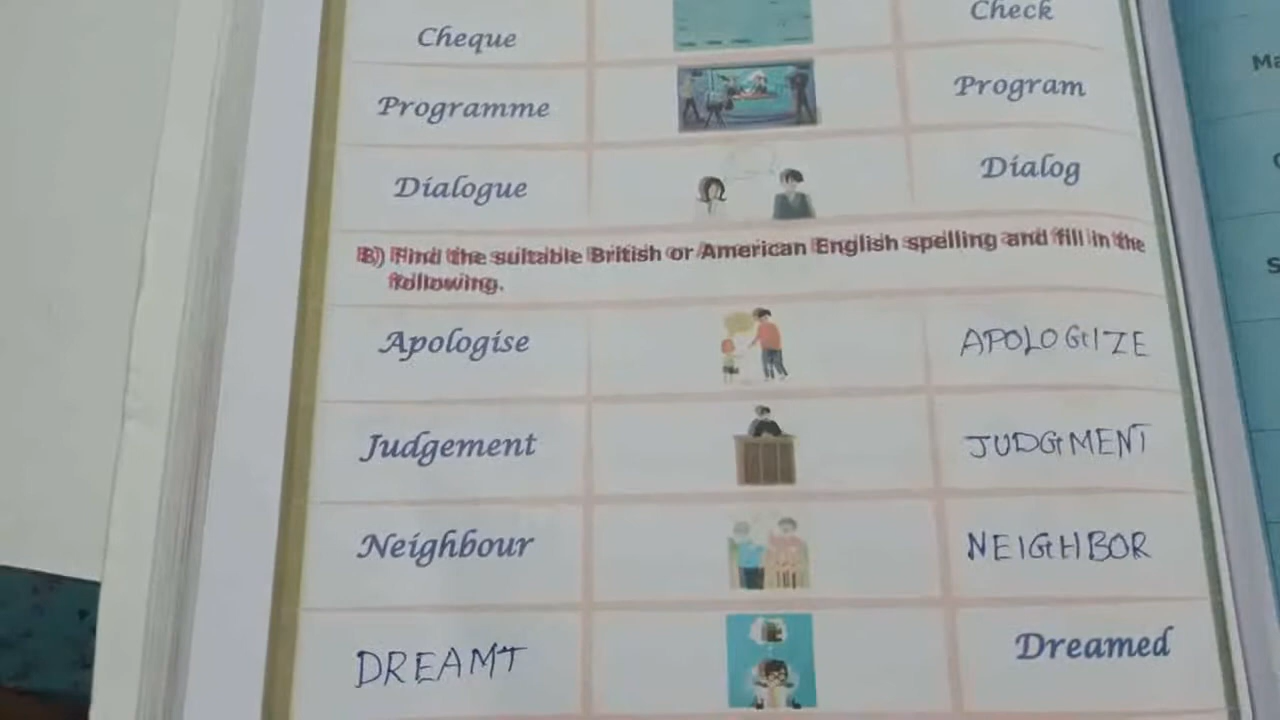 Cheque Check
Programme Program
Dialogue Dialog
B) Find the suitable British or American English spelling and fill in the
following.
Apologise APOLOGIZE
Judgement JUDGMENT
Neighbour NEIGHBOR
DREAMT Dreamed